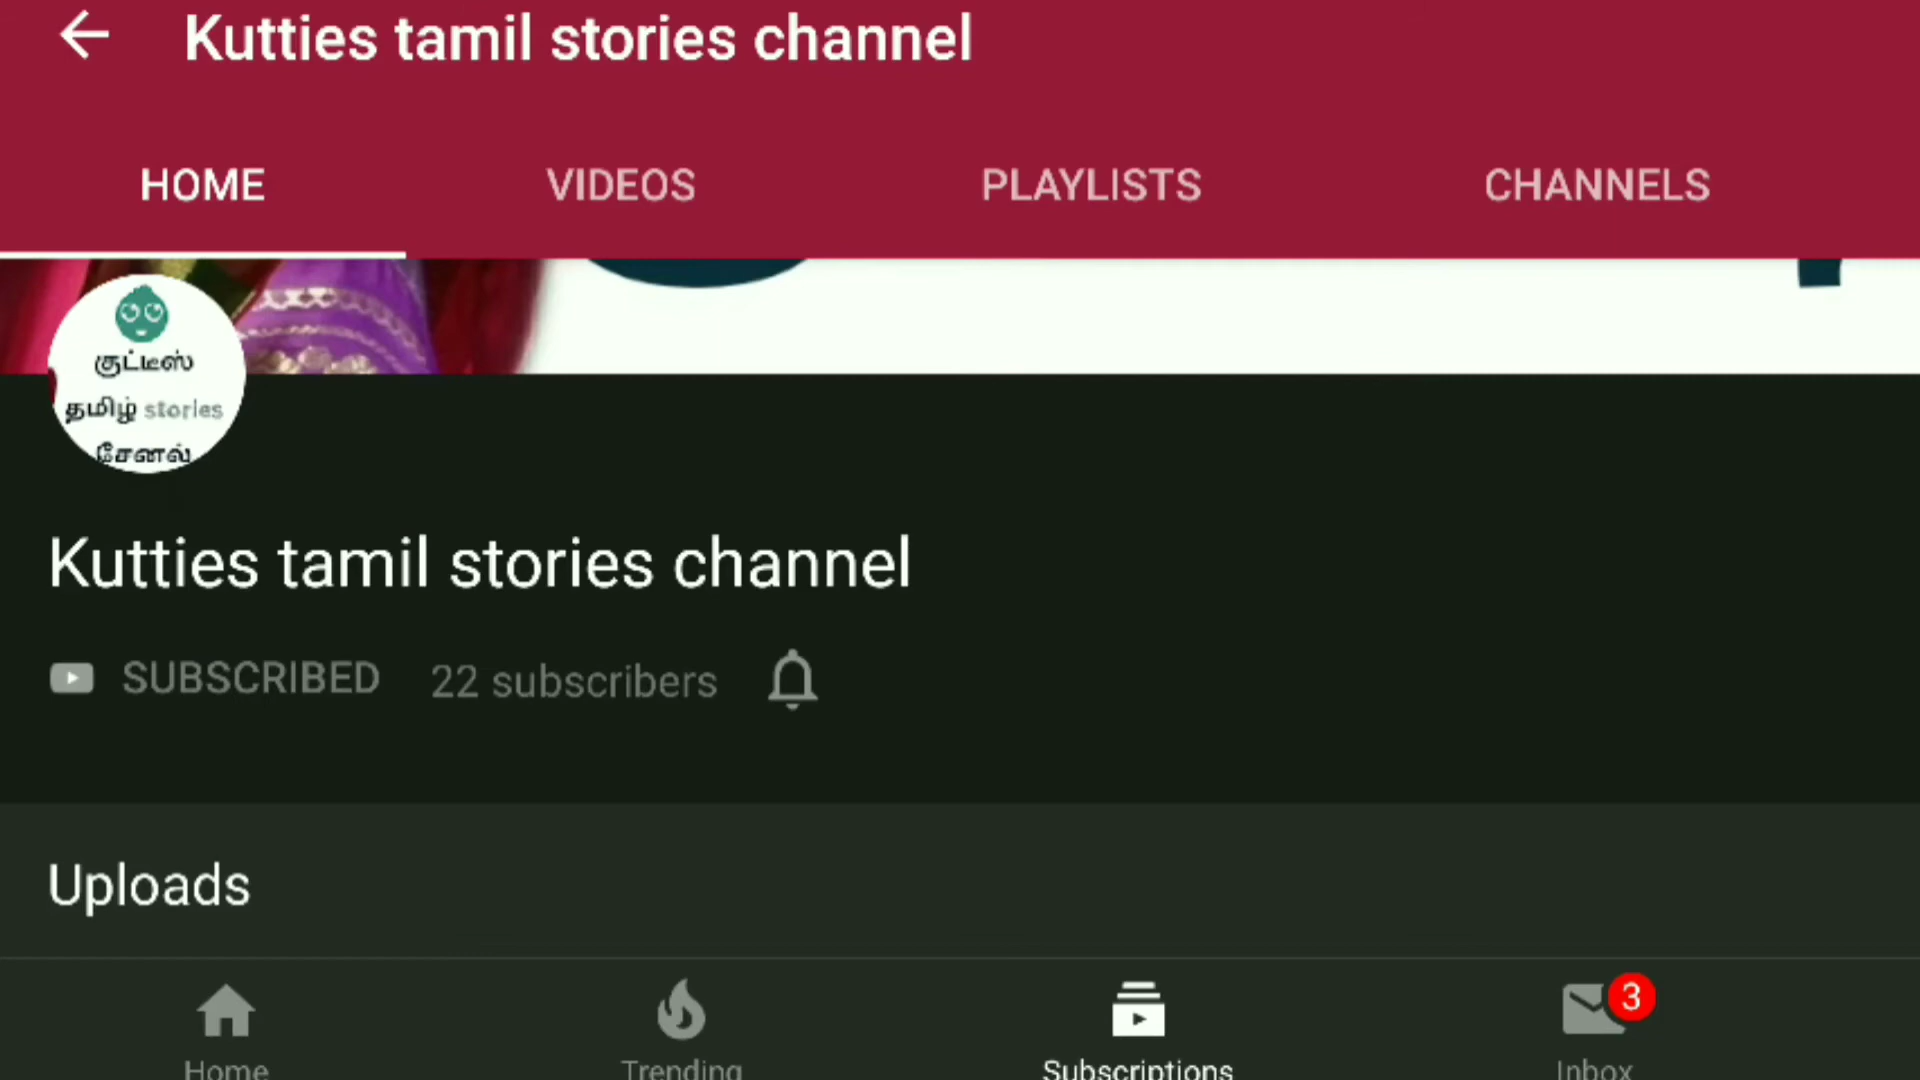 Kutties tamil stories channel
HOME VIDEOS PLAYLISTS CHANNELS
குட்டீஸ்
தமிழ் stories
சேனல்
Kutties tamil stories channel
SUBSCRIBED 22 subscribers
Uploads
3
Home Trending Subscriptions Inbox